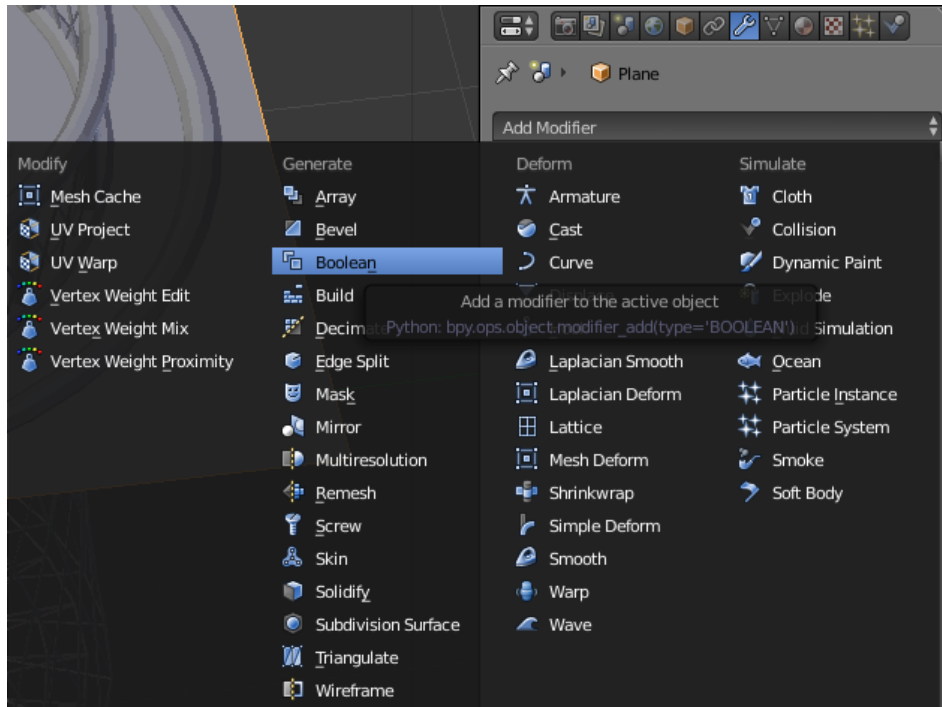 Plane
Add Modifier
Modify
Mesh Cache
UV Project
UV Warp
Vertex Weight Edit
Vertex Weight Mix
Vertex Weight Proximity
Generate
Array
Bevel
Boolean
Build
Decimate
Edge Split
Mask
Mirror
Multiresolution
Remesh
Screw
Skin
Solidify
Subdivision Surface
Triangulate
Wireframe
Deform
Armature
Cast
Curve
Displace
Laplacian Smooth
Laplacian Deform
Lattice
Mesh Deform
Shrinkwrap
Simple Deform
Smooth
Warp
Wave
Simulate
Cloth
Collision
Dynamic Paint
Explode
Simulation
Ocean
Particle Instance
Particle System
Smoke
Soft Body
Add a modifier to the active object
Python: bpy.ops.object.modifier_add(type='BOOLEAN')